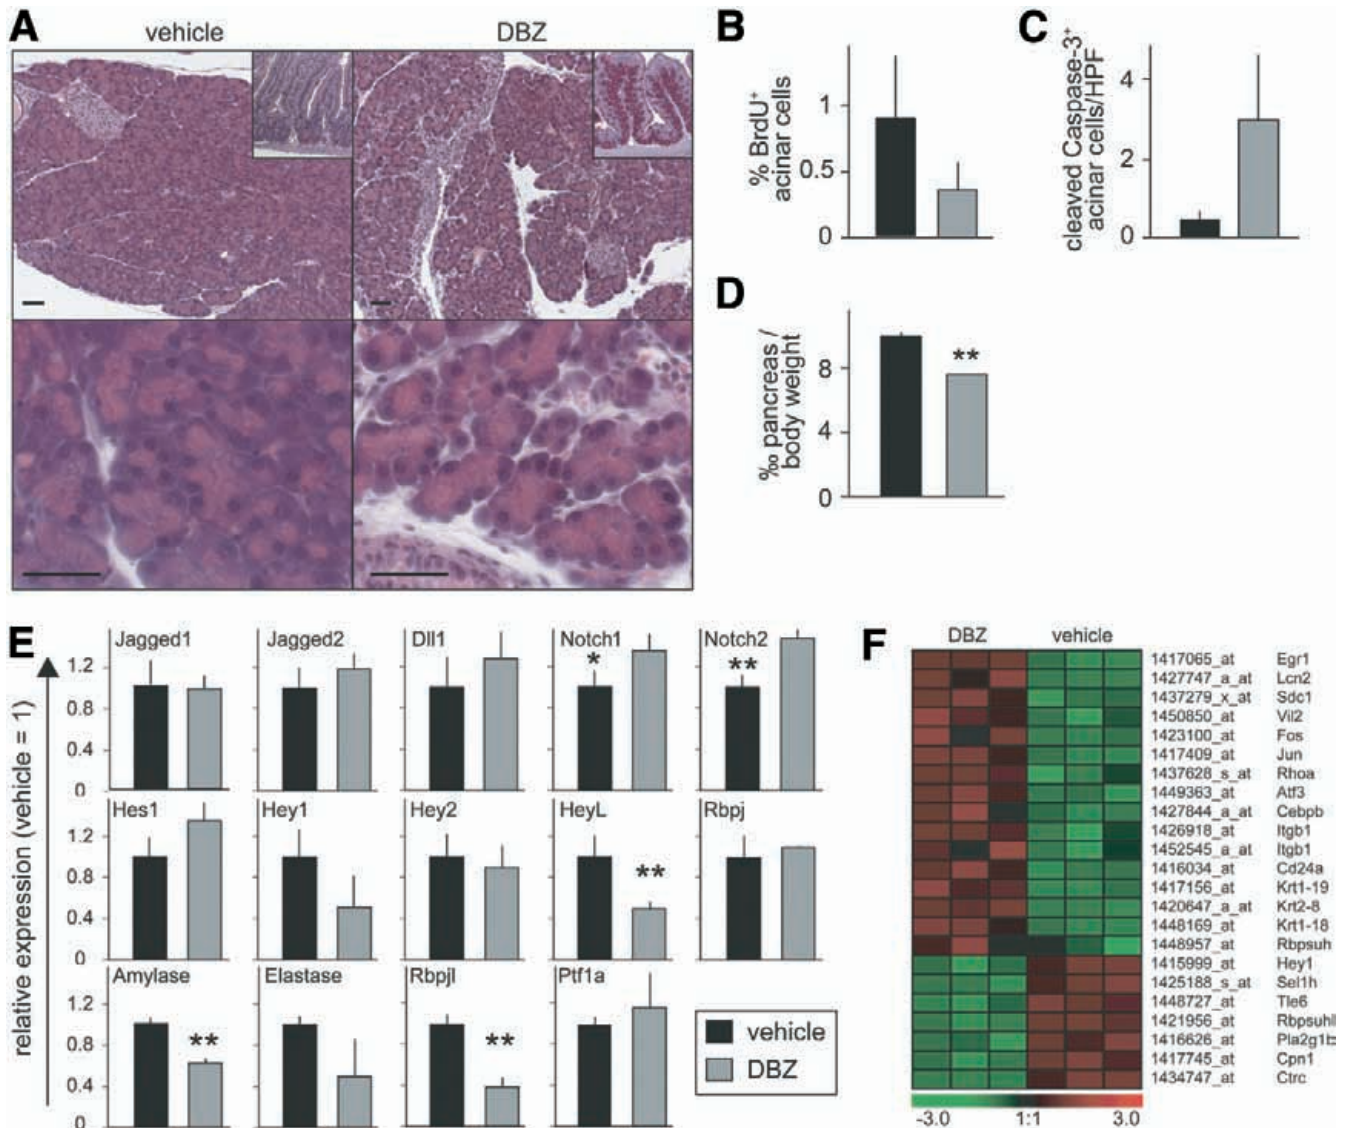 A
vehicle
DBZ
B
% BrdU⁺
acinar cells
1
0.5
0
C
cleaved Caspase-3⁺
acinar cells/HPF
4
2
0
D
‰ pancreas /
body weight
**
8
4
0
E
relative expression (vehicle = 1)
Jagged1
Jagged2
Dll1
Notch1
Notch2
*
**
1.2
0.8
0.4
0
Hes1
Hey1
Hey2
HeyL
Rbpj
**
1.2
0.8
0.4
0
Amylase
Elastase
Rbpjl
Ptf1a
**
**
1.2
0.8
0.4
0
vehicle
DBZ
F
DBZ vehicle
1417065_at Egr1
1427747_a_at Lcn2
1437279_x_at Sdc1
1450850_at Vil2
1423100_at Fos
1417409_at Jun
1437628_s_at Rhoa
1449363_at Atf3
1427844_a_at Cebpb
1426918_at Itgb1
1452545_a_at Itgb1
1416034_at Cd24a
1417156_at Krt1-19
1420647_a_at Krt2-8
1448169_at Krt1-18
1448957_at Rbpsuh
1415999_at Hey1
1425188_s_at Sel1h
1448727_at Tle6
1421956_at Rbpsuhl
1416626_at
1417745_at Cpn1
1434747_at Ctrc
-3.0 1:1 3.0